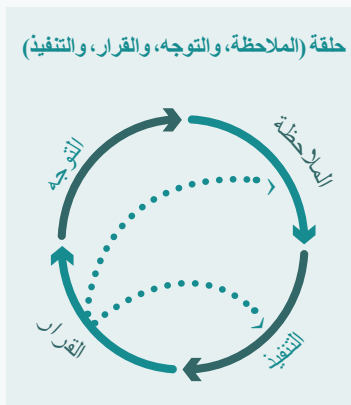 حلقة (الملاحظة، والتوجه، والقرار، والتنفيذ)
الملاحظة
التوجه
القرار
التنفيذ